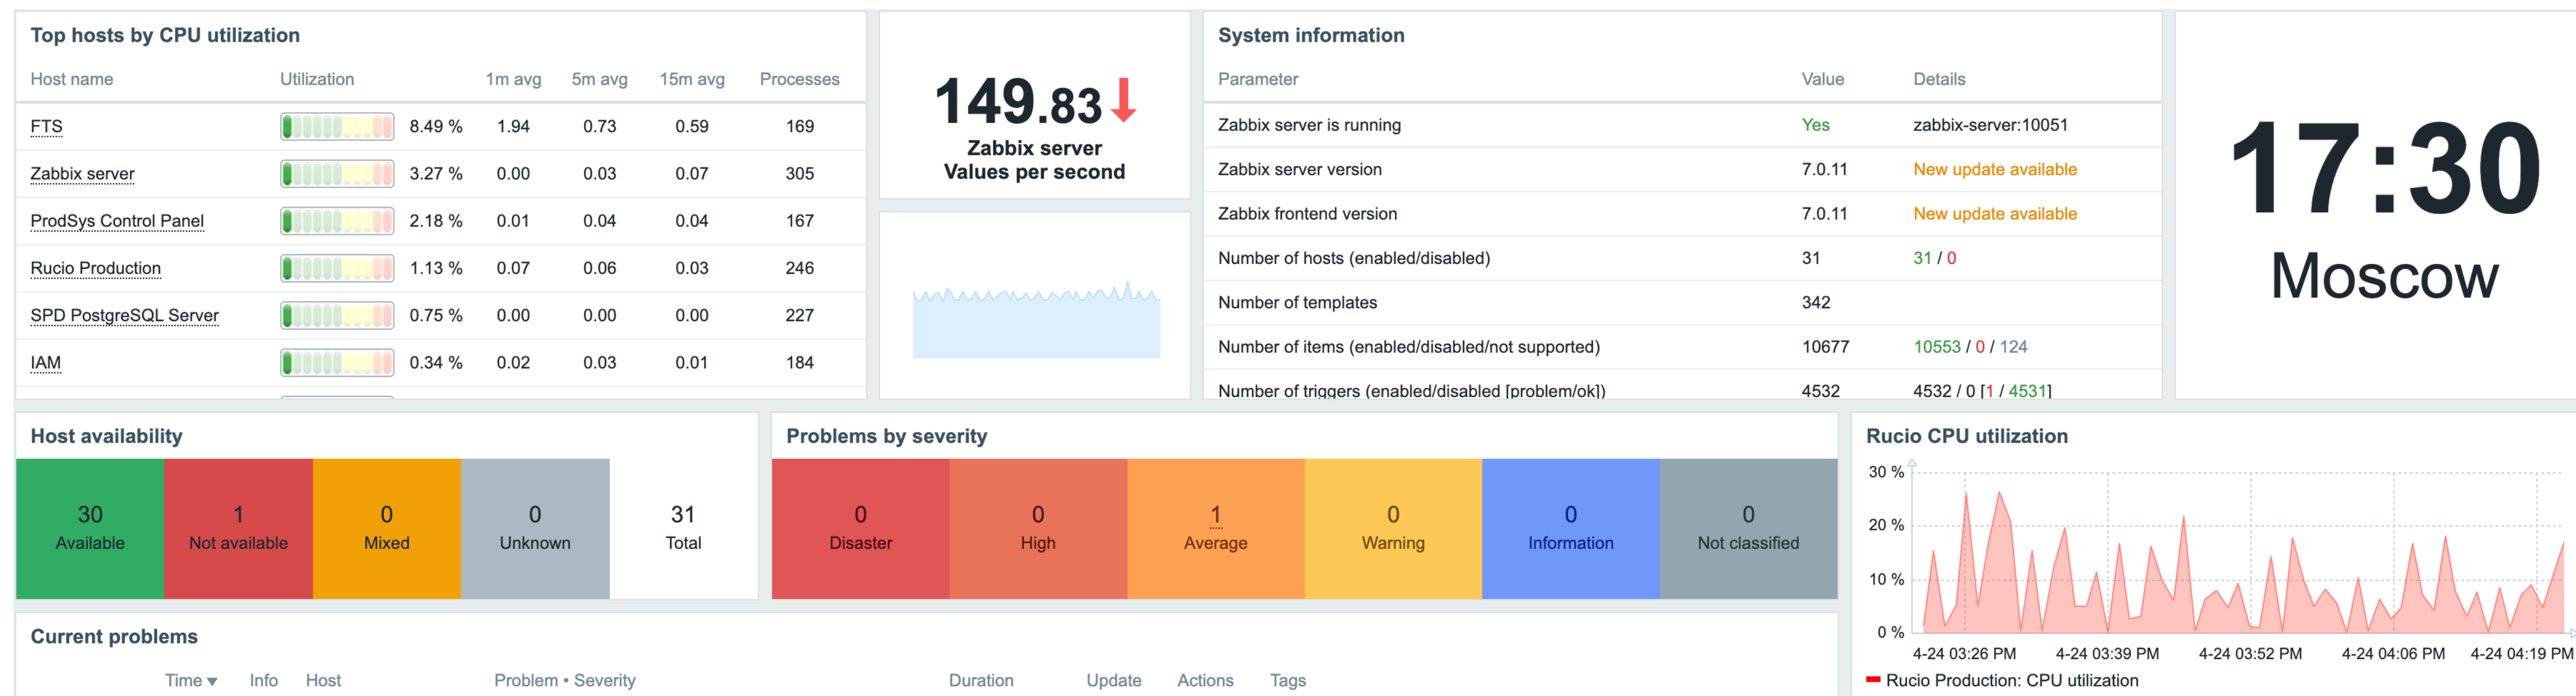 Top hosts by CPU utilization
Host name Utilization 1m avg 5m avg 15m avg Processes
FTS 8.49 % 1.94 0.73 0.59 169
Zabbix server 3.27 % 0.00 0.03 0.07 305
ProdSys Control Panel 2.18 % 0.01 0.04 0.04 167
Rucio Production 1.13 % 0.07 0.06 0.03 246
SPD PostgreSQL Server 0.75 % 0.00 0.00 0.00 227
IAM 0.34 % 0.02 0.03 0.01 184
149.83
Zabbix server
Values per second
System information
Parameter Value Details
Zabbix server is running Yes zabbix-server:10051
Zabbix server version 7.0.11 New update available
Zabbix frontend version 7.0.11 New update available
Number of hosts (enabled/disabled) 31 31 / 0
Number of templates 342
Number of items (enabled/disabled/not supported) 10677 10553 / 0 / 124
Number of triggers (enabled/disabled [problem/ok]) 4532 4532 / 0 [1 / 4531]
17:30
Moscow
Host availability
30 1 0 0 31
Available Not available Mixed Unknown Total
Problems by severity
0 0 1 0 0 0
Disaster High Average Warning Information Not classified
Rucio CPU utilization
30 %
20 %
10 %
0 %
4-24 03:26 PM 4-24 03:39 PM 4-24 03:52 PM 4-24 04:06 PM 4-24 04:19 PM
Rucio Production: CPU utilization
Current problems
Time Info Host Problem • Severity Duration Update Actions Tags